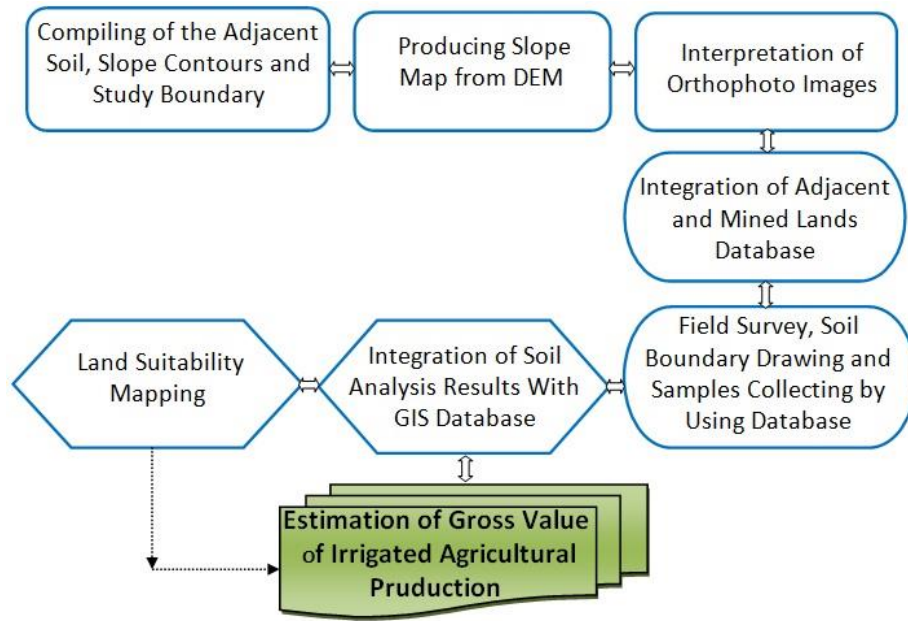 Compiling of the Adjacent
Soil, Slope Contours and
Study Boundary
Producing Slope
Map from DEM
Interpretation of
Orthophoto Images
Integration of Adjacent
and Mined Lands
Database
Field Survey, Soil
Boundary Drawing and
Samples Collecting by
Using Database
Integration of Soil
Analysis Results With
GIS Database
Land Suitability
Mapping
Estimation of Gross Value
of Irrigated Agricultural
Pruduction